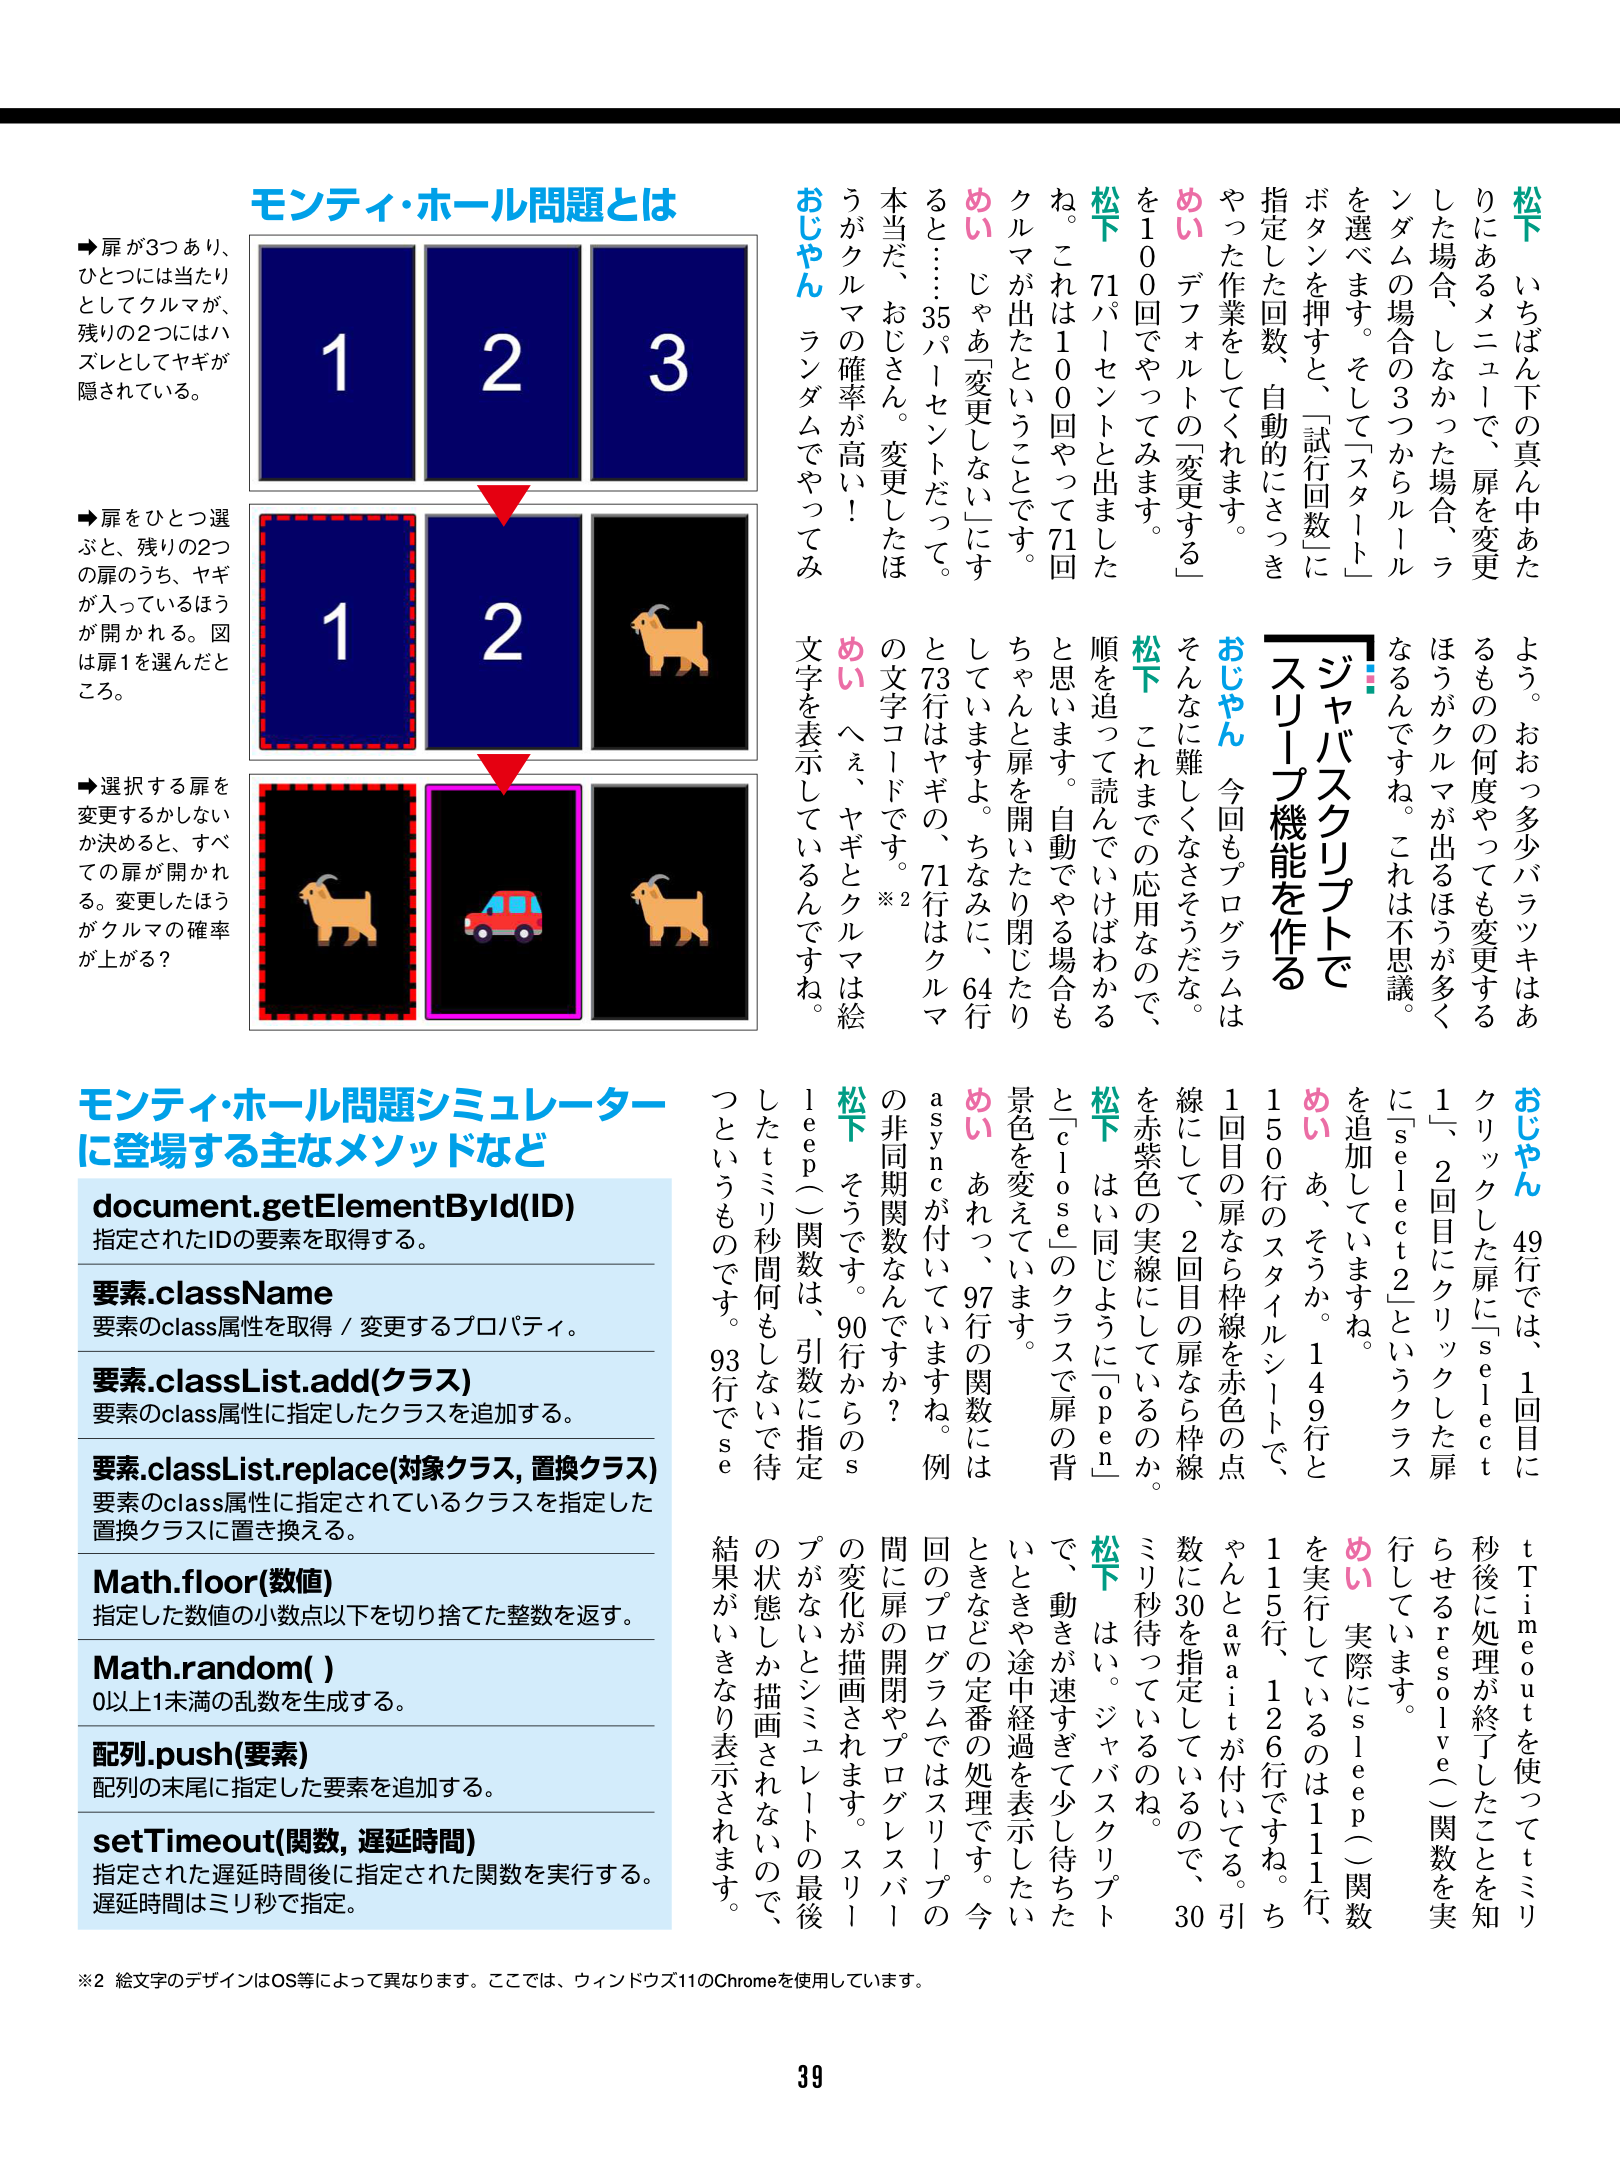 松下　いちばん下の真ん中あた
りにあるメニューで、扉を変更
した場合、しなかった場合、ラ
ンダムの場合の3つからルール
を選べます。そして「スタート」
ボタンを押すと、「試行回数」に
指定した回数、自動的にさっき
やった作業をしてくれます。
めい　デフォルトの「変更する」
を100回でやってみます。
松下　71パーセントと出ました
ね。これは100回やって71回
クルマが出たということです。
めい　じゃあ「変更しない」にす
ると……35パーセントだって。
本当だ、おじさん。変更したほ
うがクルマの確率が高い！
おじやん　ランダムでやってみ
よう。おおっ多少バラツキはあ
るものの何度やっても変更する
ほうがクルマが出るほうが多く
なるんですね。これは不思議。
ジャバスクリプトで
スリープ機能を作る
おじやん　今回もプログラムは
そんなに難しくなさそうだな。
松下　これまでの応用なので、
順を追って読んでいけばわかる
と思います。自動でやる場合も
ちゃんと扉を開いたり閉じたり
していますよ。ちなみに、64行
と73行はヤギの、71行はクルマ
の文字コードです。※2
めい　へぇ、ヤギとクルマは絵
文字を表示しているんですね。
おじやん　49行では、1回目に
クリックした扉に「select
1」、2回目にクリックした扉
に「select2」というクラス
を追加していますね。
めい　あ、そうか。149行と
150行のスタイルシートで、
1回目の扉なら枠線を赤色の点
線にして、2回目の扉なら枠線
を赤紫色の実線にしているのか。
松下　はい同じように「open」
と「close」のクラスで扉の背
景色を変えています。
めい　あれっ、97行の関数には
asyncが付いていますね。例
の非同期関数なんですか？
松下　そうです。90行からのs
leep()関数は、引数に指定
したtミリ秒間何もしないで待
つというものです。93行でse
tTimeoutを使ってtミリ
秒後に処理が終了したことを知
らせるresolve()関数を実
行しています。
めい　実際にsleep()関数
を実行しているのは111行、
115行、126行ですね。ち
ゃんとawaitが付いてる。引
数に30を指定しているので、30
ミリ秒待っているのね。
松下　はい。ジャバスクリプト
で、動きが速すぎて少し待ちた
いときや途中経過を表示したい
ときなどの定番の処理です。今
回のプログラムではスリープの
間に扉の開閉やプログレスバー
の変化が描画されます。スリー
プがないとシミュレートの最後
の状態しか描画されないので、
結果がいきなり表示されます。
モンティ・ホール問題とは
➡扉が3つあり、
ひとつには当たり
としてクルマが、
残りの2つにはハ
ズレとしてヤギが
隠されている。
1 2 3
➡扉をひとつ選
ぶと、残りの2つ
の扉のうち、ヤギ
が入っているほう
が開かれる。図
は扉1を選んだと
ころ。
1 2
➡選択する扉を
変更するかしない
か決めると、すべ
ての扉が開かれ
る。変更したほう
がクルマの確率
が上がる？
モンティ・ホール問題シミュレーター
に登場する主なメソッドなど
document.getElementById(ID)
指定されたIDの要素を取得する。
要素.className
要素のclass属性を取得 / 変更するプロパティ。
要素.classList.add(クラス)
要素のclass属性に指定したクラスを追加する。
要素.classList.replace(対象クラス, 置換クラス)
要素のclass属性に指定されているクラスを指定した
置換クラスに置き換える。
Math.floor(数値)
指定した数値の小数点以下を切り捨てた整数を返す。
Math.random( )
0以上1未満の乱数を生成する。
配列.push(要素)
配列の末尾に指定した要素を追加する。
setTimeout(関数, 遅延時間)
指定された遅延時間後に指定された関数を実行する。
遅延時間はミリ秒で指定。
※2 絵文字のデザインはOS等によって異なります。ここでは、ウィンドウズ11のChromeを使用しています。
39